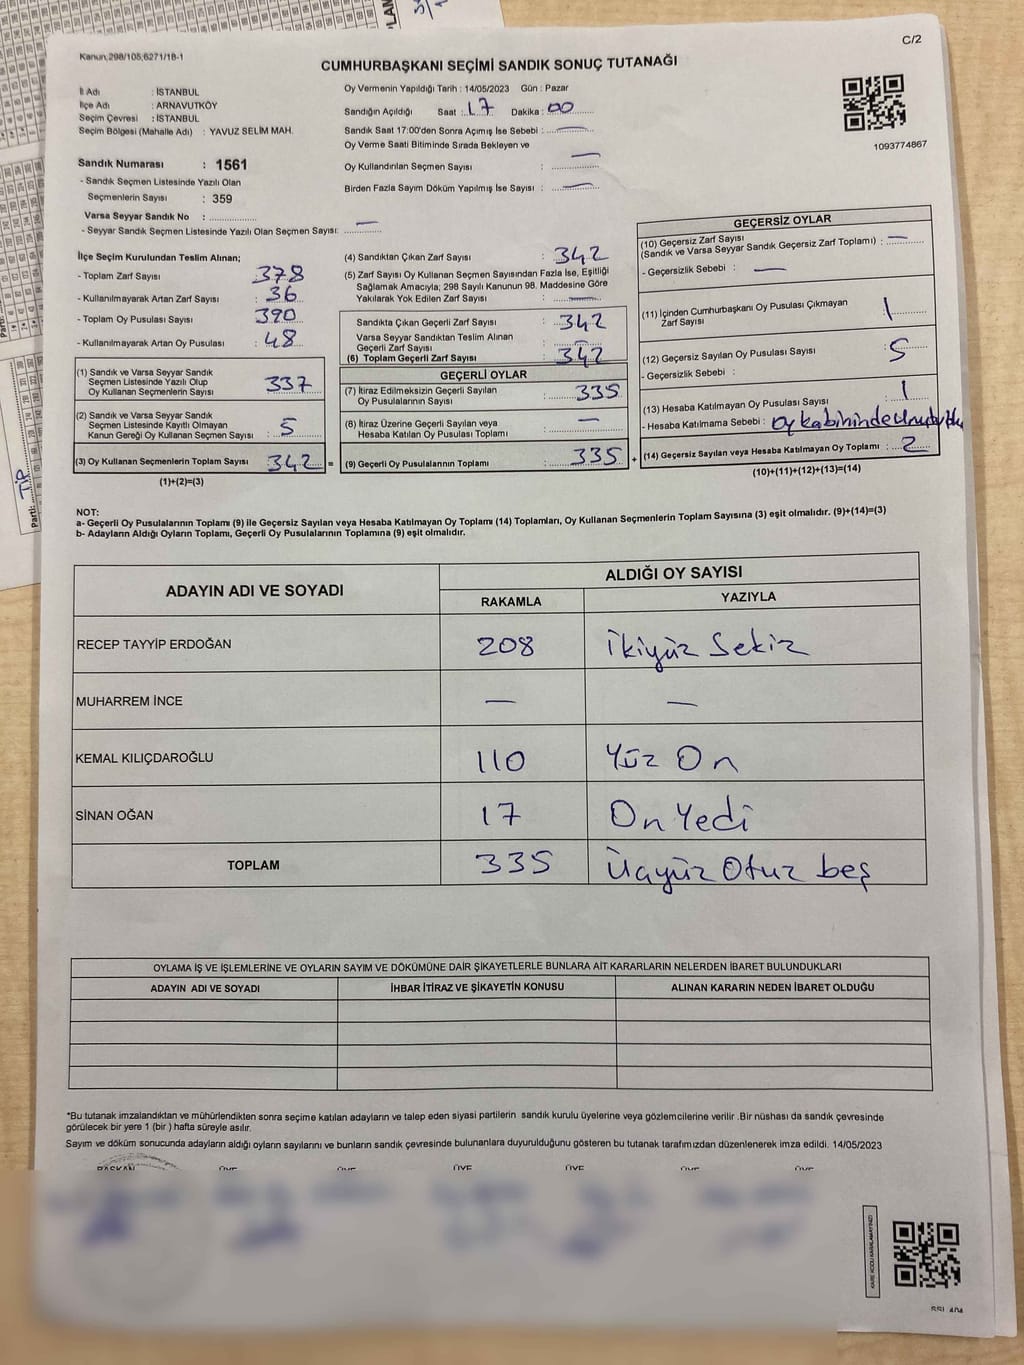 Kanun,298/105,6271/18-1
C/2
CUMHURBAŞKANI SEÇİMİ SANDIK SONUÇ TUTANAĞI
İl Adı : İSTANBUL
İlçe Adı : ARNAVUTKÖY
Seçim Çevresi : İSTANBUL
Seçim Bölgesi (Mahalle Adı) : YAVUZ SELİM MAH.
Oy Vermenin Yapıldığı Tarih : 14/05/2023 Gün : Pazar
Sandığın Açıldığı Saat : 17 Dakika : 00
Sandık Saat 17:00'den Sonra Açımış İse Sebebi : —
Oy Verme Saati Bitiminde Sırada Bekleyen ve
Oy Kullandırılan Seçmen Sayısı : —
Birden Fazla Sayım Döküm Yapılmış İse Sayısı : —
1093774867
Sandık Numarası : 1561
- Sandık Seçmen Listesinde Yazılı Olan
Seçmenlerin Sayısı : 359
Varsa Seyyar Sandık No :
- Seyyar Sandık Seçmen Listesinde Yazılı Olan Seçmen Sayısı: —
İlçe Seçim Kurulundan Teslim Alınan;
- Toplam Zarf Sayısı : 378
- Kullanılmayarak Artan Zarf Sayısı : 36
- Toplam Oy Pusulası Sayısı : 390
- Kullanılmayarak Artan Oy Pusulası : 48
(1) Sandık ve Varsa Seyyar Sandık
Seçmen Listesinde Yazılı Olup
Oy Kullanan Seçmenlerin Sayısı : 337
(2) Sandık ve Varsa Seyyar Sandık
Seçmen Listesinde Kayıtlı Olmayan
Kanun Gereği Oy Kullanan Seçmen Sayısı : 5
(3) Oy Kullanan Seçmenlerin Toplam Sayısı : 342 =
(1)+(2)=(3)
(4) Sandıktan Çıkan Zarf Sayısı : 342
(5) Zarf Sayısı Oy Kullanan Seçmen Sayısından Fazla İse, Eşitliği
Sağlamak Amacıyla; 298 Sayılı Kanunun 98. Maddesine Göre
Yakılarak Yok Edilen Zarf Sayısı : —
Sandıkta Çıkan Geçerli Zarf Sayısı : 342
Varsa Seyyar Sandıktan Teslim Alınan
Geçerli Zarf Sayısı : —
(6) Toplam Geçerli Zarf Sayısı : 342
GEÇERLİ OYLAR
(7) İtiraz Edilmeksizin Geçerli Sayılan
Oy Pusulalarının Sayısı : 335
(8) İtiraz Üzerine Geçerli Sayılan veya
Hesaba Katılan Oy Pusulası Toplamı : —
(9) Geçerli Oy Pusulalarının Toplamı : 335 +
GEÇERSİZ OYLAR
(10) Geçersiz Zarf Sayısı
(Sandık ve Varsa Seyyar Sandık Geçersiz Zarf Toplamı) : —
- Geçersizlik Sebebi : —
(11) İçinden Cumhurbaşkanı Oy Pusulası Çıkmayan
Zarf Sayısı : 1
(12) Geçersiz Sayılan Oy Pusulası Sayısı : 5
- Geçersizlik Sebebi :
(13) Hesaba Katılmayan Oy Pusulası Sayısı : 1
- Hesaba Katılmama Sebebi : Oy kabininde Unutuldu
(14) Geçersiz Sayılan veya Hesaba Katılmayan Oy Toplamı : 2
(10)+(11)+(12)+(13)=(14)
NOT:
a- Geçerli Oy Pusulalarının Toplamı (9) ile Geçersiz Sayılan veya Hesaba Katılmayan Oy Toplamı (14) Toplamları, Oy Kullanan Seçmenlerin Toplam Sayısına (3) eşit olmalıdır. (9)+(14)=(3)
b- Adayların Aldığı Oyların Toplamı, Geçerli Oy Pusulalarının Toplamına (9) eşit olmalıdır.
ADAYIN ADI VE SOYADI
ALDIĞI OY SAYISI
RAKAMLA YAZIYLA
RECEP TAYYİP ERDOĞAN 208 İkiyüz Sekiz
MUHARREM İNCE — —
KEMAL KILIÇDAROĞLU 110 Yüz On
SİNAN OĞAN 17 On Yedi
TOPLAM 335 Üçyüz Otuz beş
OYLAMA İŞ VE İŞLEMLERİNE VE OYLARIN SAYIM VE DÖKÜMÜNE DAİR ŞİKAYETLERLE BUNLARA AİT KARARLARIN NELERDEN İBARET BULUNDUKLARI
ADAYIN ADI VE SOYADI İHBAR İTİRAZ VE ŞİKAYETİN KONUSU ALINAN KARARIN NEDEN İBARET OLDUĞU
*Bu tutanak imzalandıktan ve mühürlendikten sonra seçime katılan adayların ve talep eden siyasi partilerin sandık kurulu üyelerine veya gözlemcilerine verilir .Bir nüshası da sandık çevresinde
görülecek bir yere 1 (bir ) hafta süreyle asılır.
Sayım ve döküm sonucunda adayların aldığı oyların sayılarını ve bunların sandık çevresinde bulunanlara duyurulduğunu gösteren bu tutanak tarafımızdan düzenlenerek imza edildi. 14/05/2023
BAŞKAN ÜYE ÜYE ÜYE ÜYE ÜYE ÜYE
Parti:
TİP